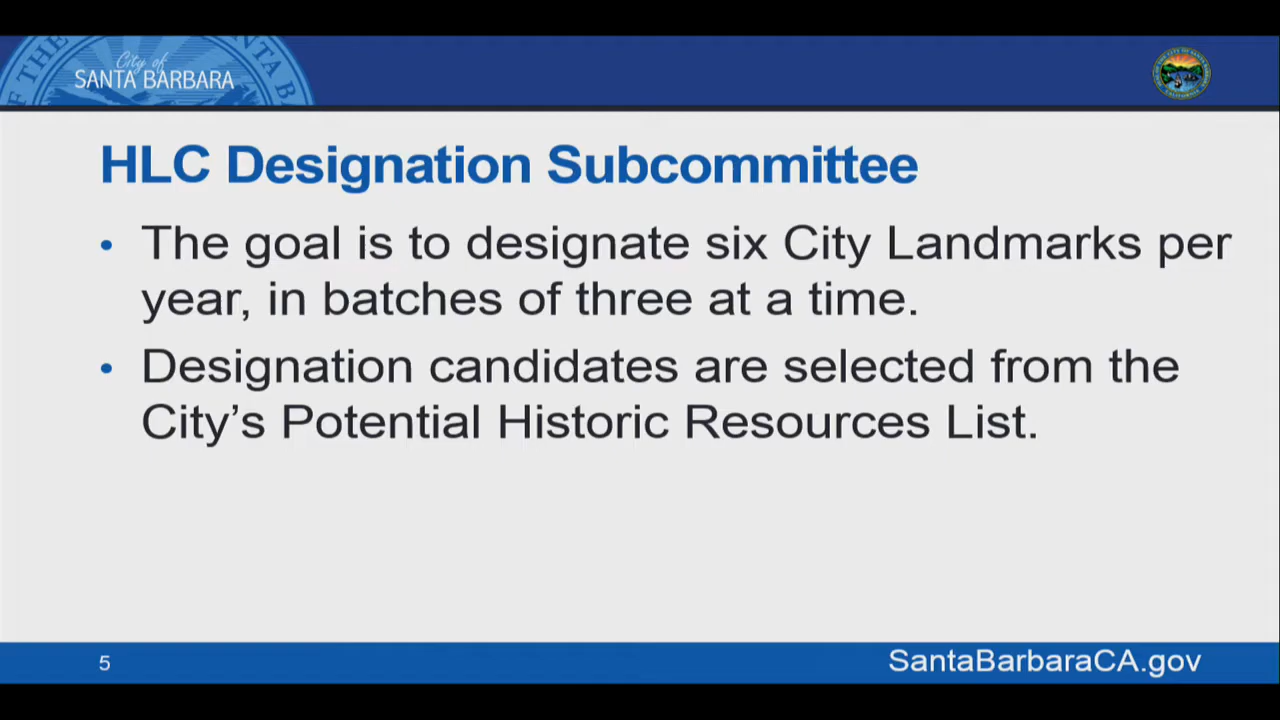 City of
SANTA BARBARA
HLC Designation Subcommittee
• The goal is to designate six City Landmarks per
year, in batches of three at a time.
• Designation candidates are selected from the
City’s Potential Historic Resources List.
5
SantaBarbaraCA.gov